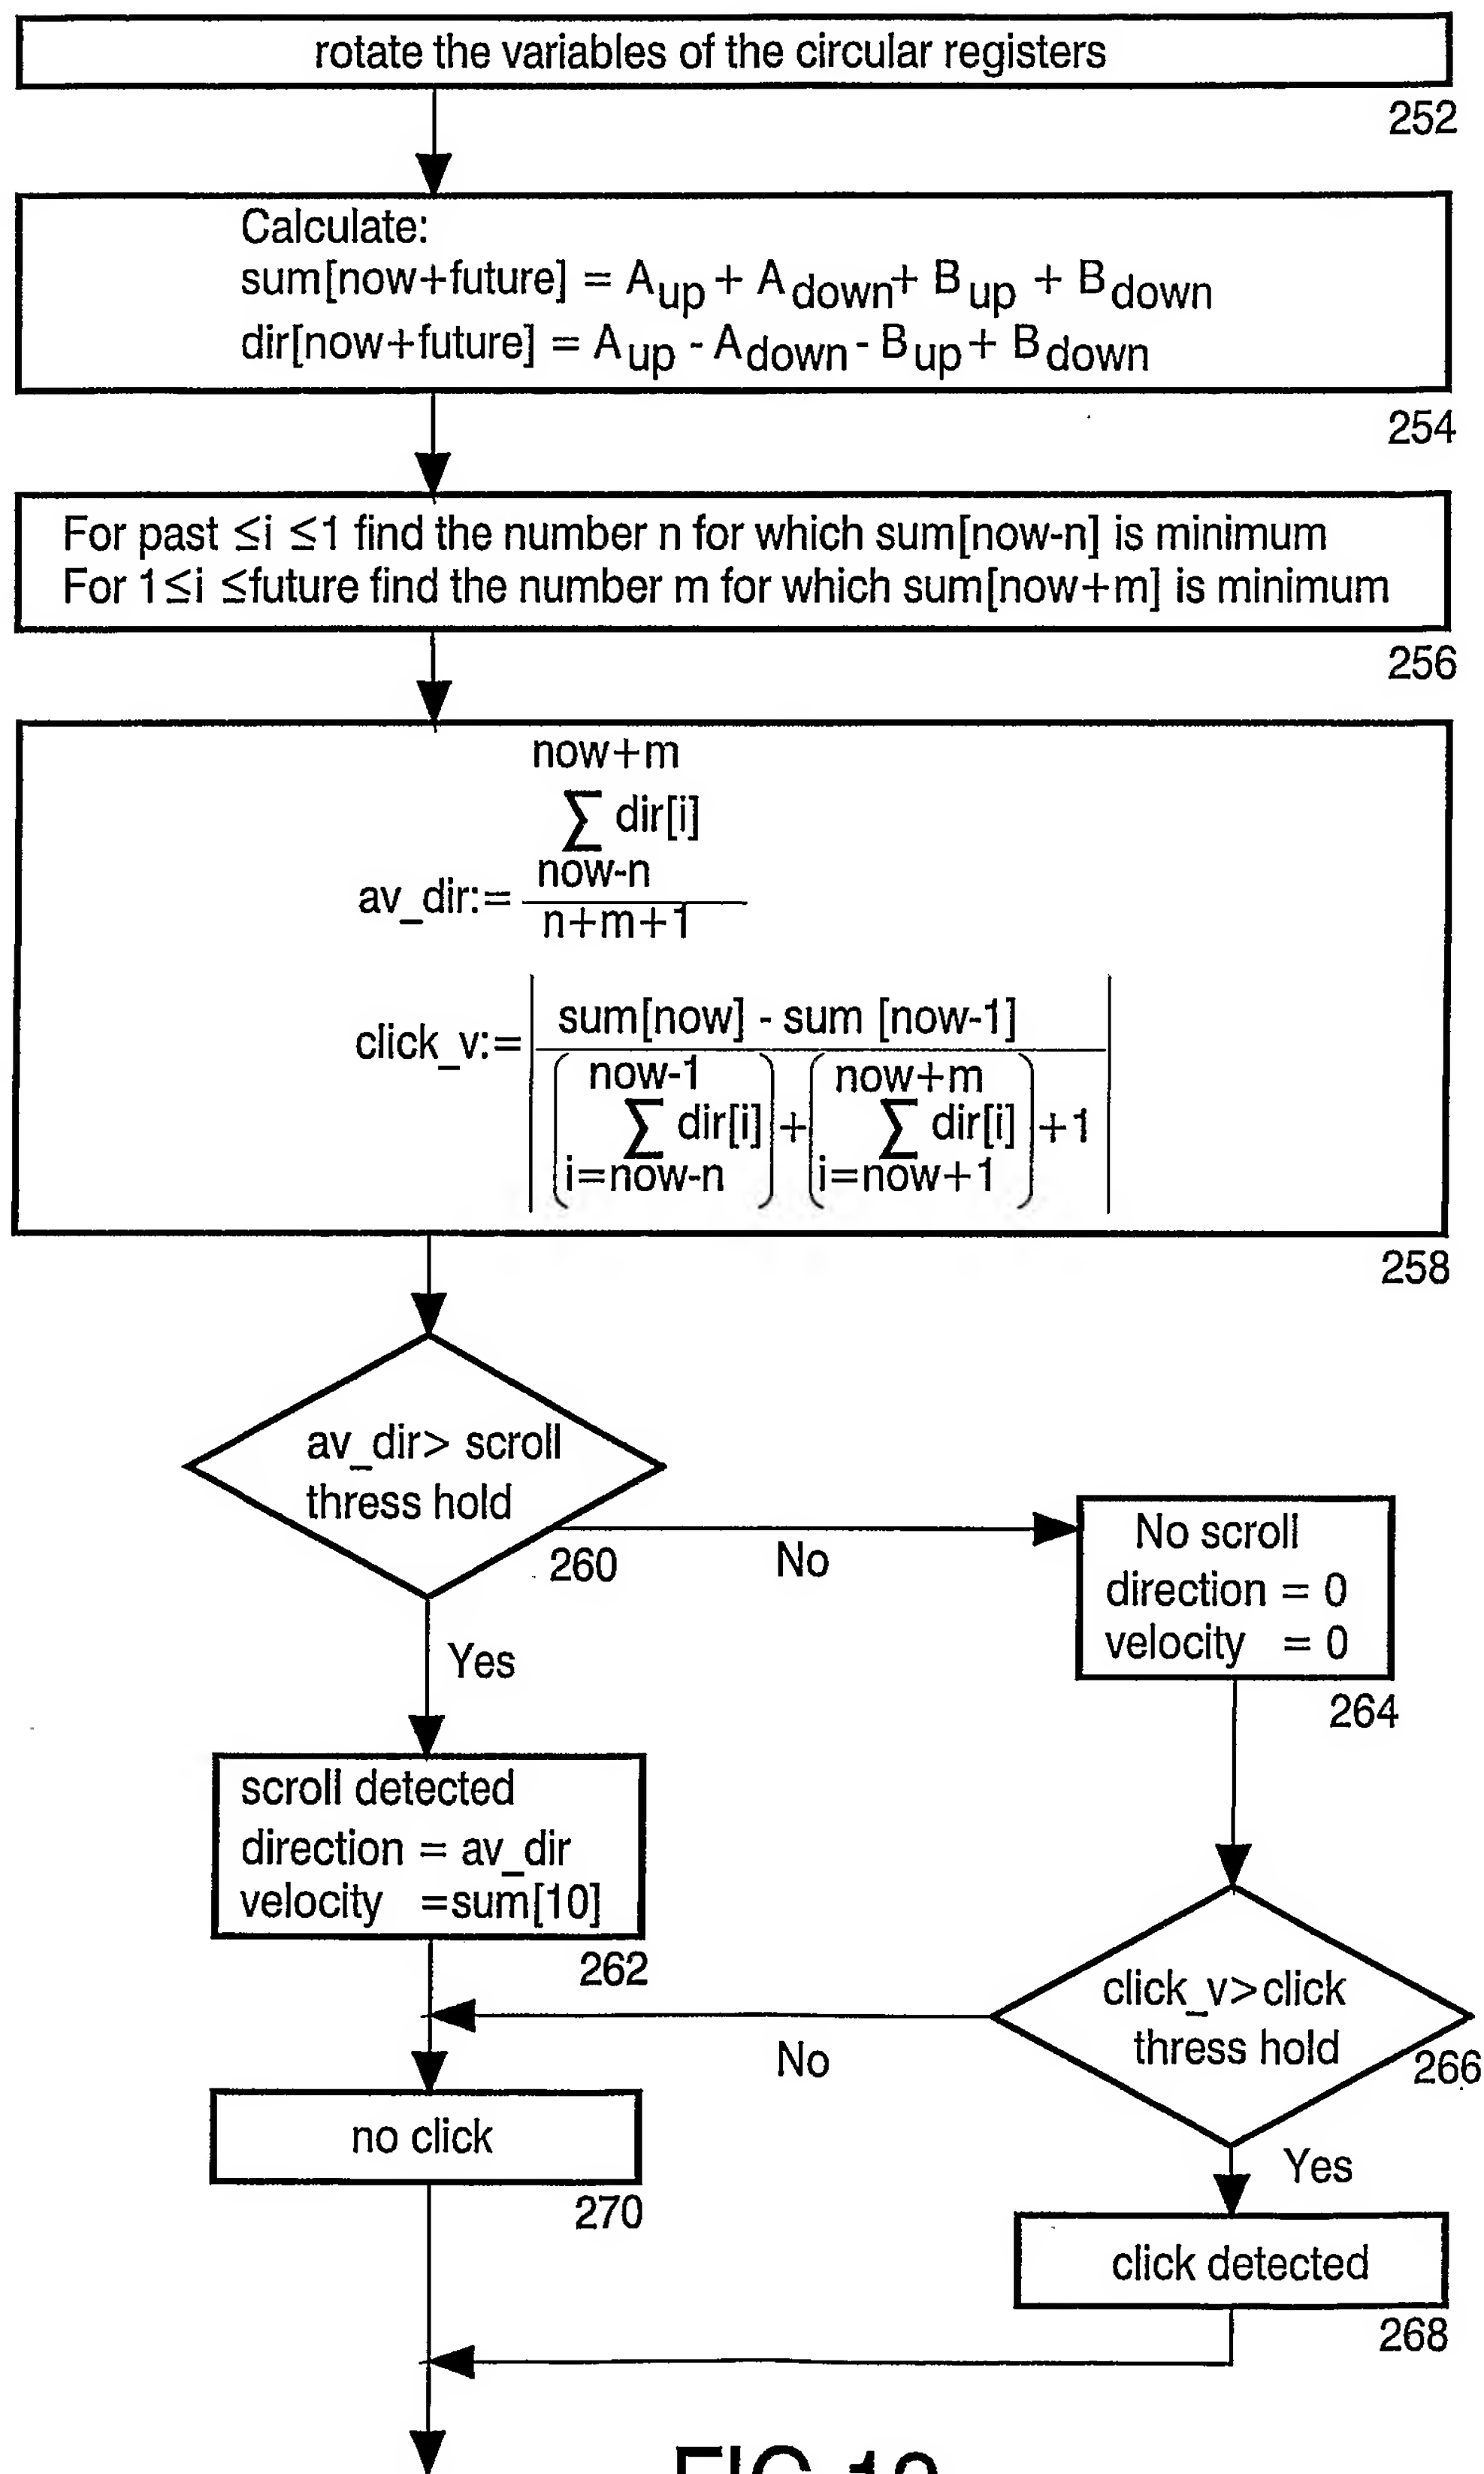 rotate the variables of the circular registers
252
Calculate:
sum[now+future] = Aup + Adown+ Bup + Bdown
dir[now+future] = Aup - Adown - Bup + Bdown
254
For past ≤i ≤1 find the number n for which sum[now-n] is minimum
For 1≤i ≤future find the number m for which sum[now+m] is minimum
256
now+m
∑ dir[i]
now-n
av_dir:=
n+m+1
sum[now] - sum [now-1]
click_v:=
now-1 now+m
∑ dir[i] + ∑ dir[i] +1
i=now-n i=now+1
258
av_dir> scroll
thress hold
260
No
No scroll
direction = 0
velocity = 0
264
Yes
scroll detected
direction = av_dir
velocity =sum[10]
262
click_v>click
thress hold
266
No
no click
270
Yes
click detected
268